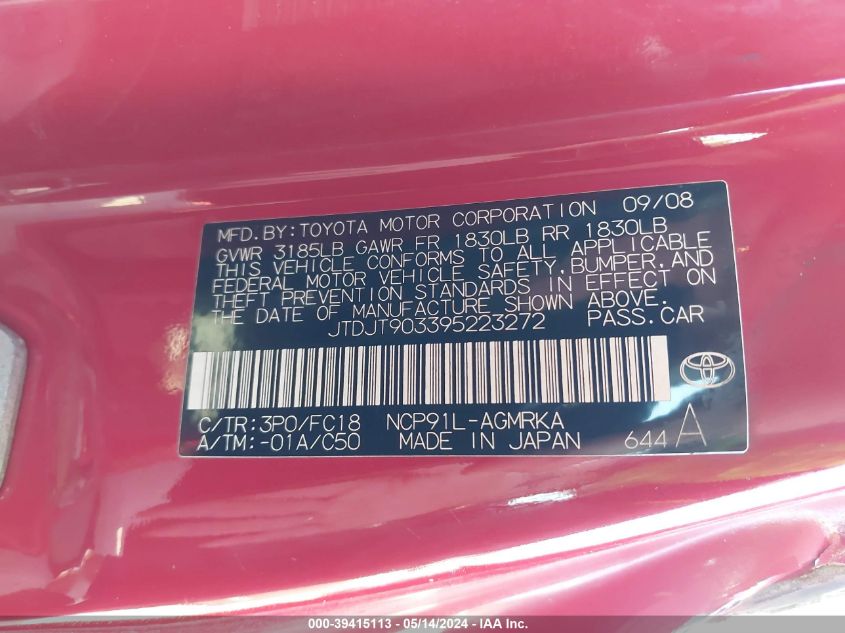 MFD.BY:TOYOTA MOTOR CORPORATION 09/08
GVWR 3185LB GAWR FR 1830LB RR 1830LB
THIS VEHICLE CONFORMS TO ALL APPLICABLE
FEDERAL MOTOR VEHICLE SAFETY,BUMPER,AND
THEFT PREVENTION STANDARDS IN EFFECT ON
THE DATE OF MANUFACTURE SHOWN ABOVE.
JTDJT903395223272 PASS.CAR
C/TR:3P0/FC18 NCP91L-AGMRKA
A/TM:-01A/C50 MADE IN JAPAN 644 A
000-39415113 - 05/14/2024 - IAA Inc.